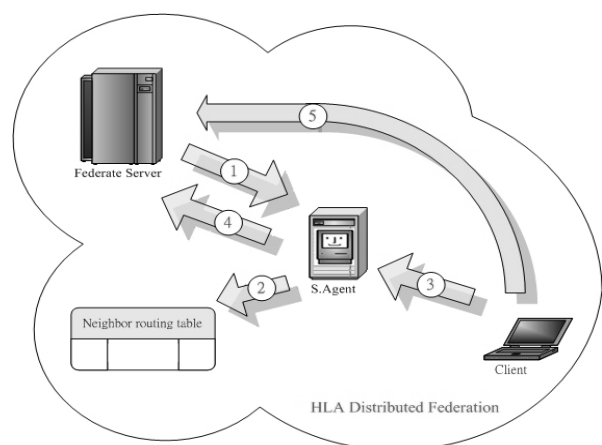 5
Federate Server
1
4
2
3
S.Agent
Neighbor routing table
Client
HLA Distributed Federation